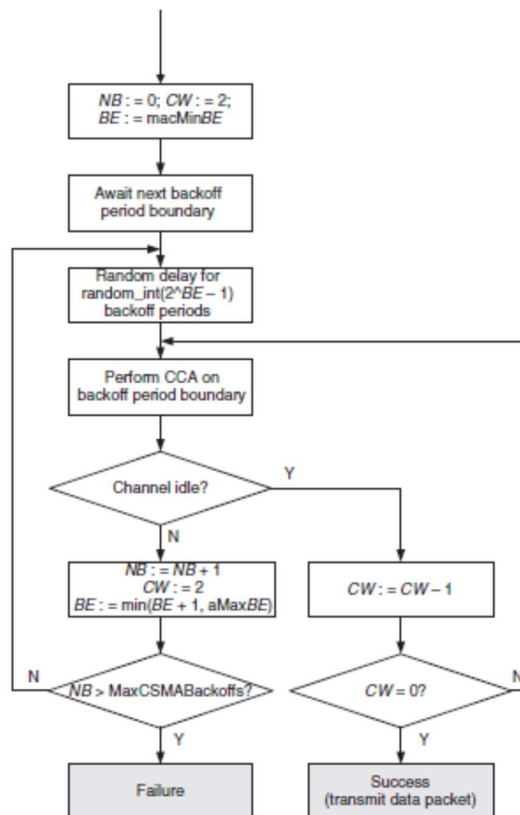 NB : = 0; CW : = 2;
BE : = macMinBE
Await next backoff
period boundary
Random delay for
random_int(2^BE – 1)
backoff periods
Perform CCA on
backoff period boundary
Channel idle?
Y
N
NB : = NB + 1
CW : = 2
BE : = min(BE + 1, aMaxBE)
CW : = CW – 1
N
NB > MaxCSMABackoffs?
CW = 0?
N
Y
Y
Failure
Success
(transmit data packet)